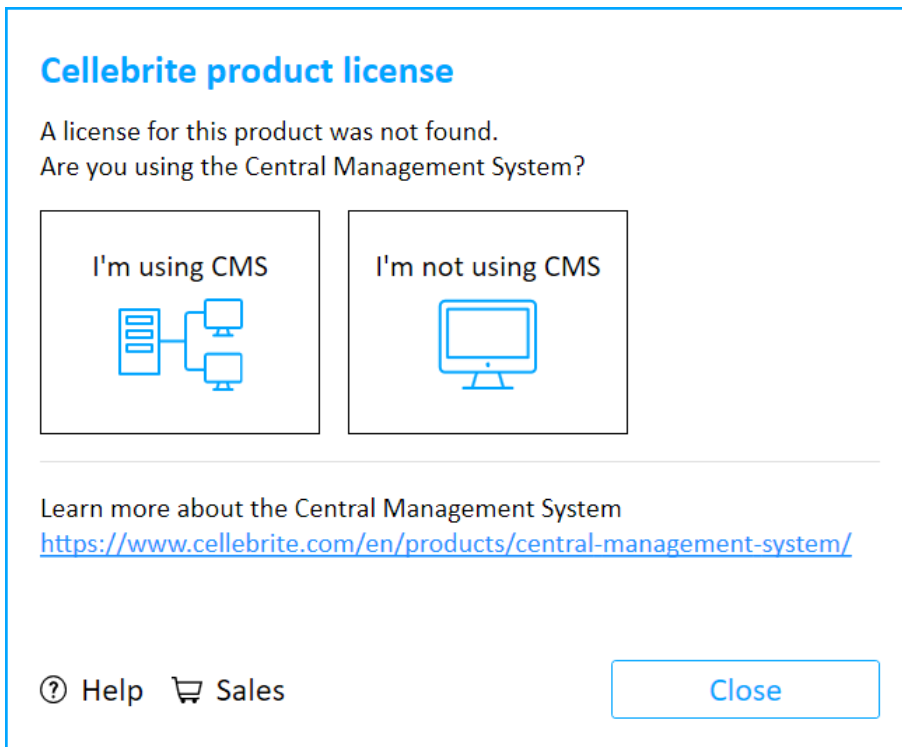 Cellebrite product license
A license for this product was not found.
Are you using the Central Management System?
I'm using CMS
I'm not using CMS
Learn more about the Central Management System
https://www.cellebrite.com/en/products/central-management-system/
? Help
Sales
Close